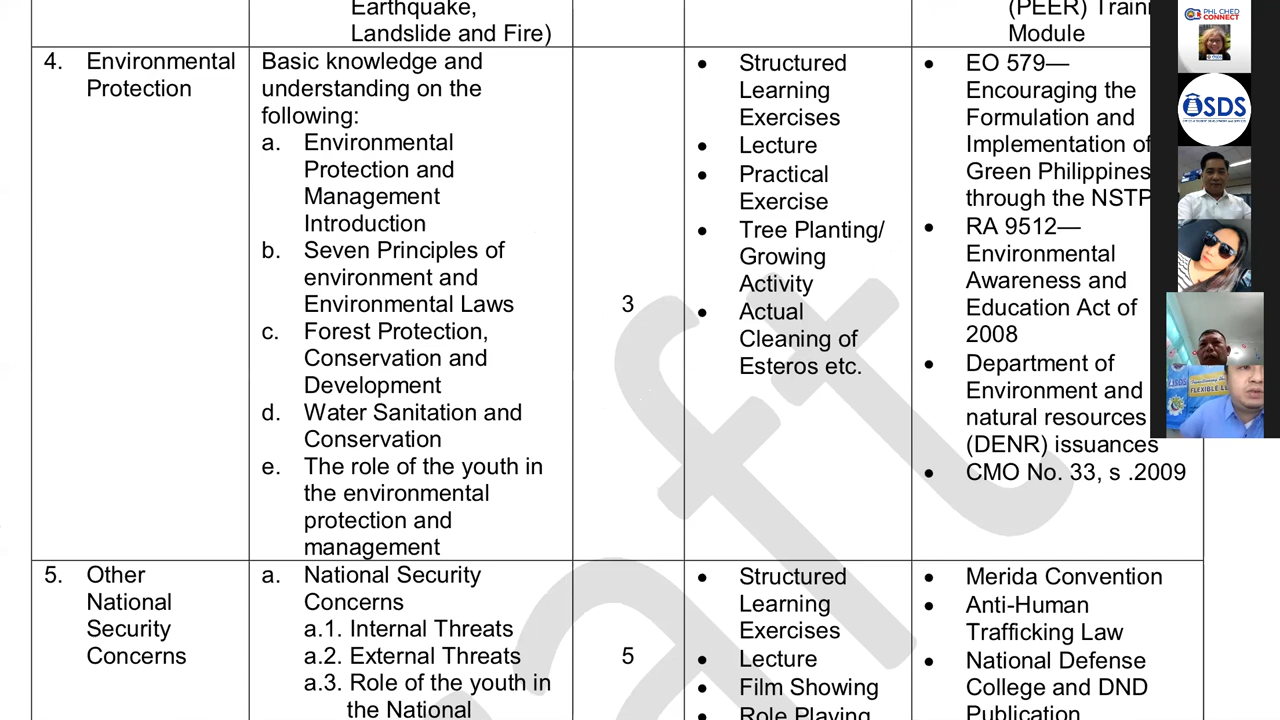 Earthquake,
Landslide and Fire)
(PEER)
Module
4. Environmental
Protection
Basic knowledge and
understanding on the
following:
a. Environmental
Protection and
Management
Introduction
b. Seven Principles of
environment and
Environmental Laws
c. Forest Protection,
Conservation and
Development
d. Water Sanitation and
Conservation
e. The role of the youth in
the environmental
protection and
management
3
• Structured
Learning
Exercises
• Lecture
• Practical
Exercise
• Tree Planting/
Growing
Activity
• Actual
Cleaning of
Esteros etc.
• EO 579—
Encouraging the
Formulation and
Implementation of
Green Philippines
through the NSTP
• RA 9512—
Environmental
Awareness and
Education Act of
2008
• Department of
Environment and
natural resources
(DENR) issuances
• CMO No. 33, s .2009
5. Other
National
Security
Concerns
a. National Security
Concerns
a.1. Internal Threats
a.2. External Threats
a.3. Role of the youth in
the National
5
• Structured
Learning
Exercises
• Lecture
• Film Showing
• Role Playing
• Merida Convention
• Anti-Human
Trafficking Law
• National Defense
College and DND
Publication
aft
PHL CHED
CONNECT
OSDS
FLEXIBLE